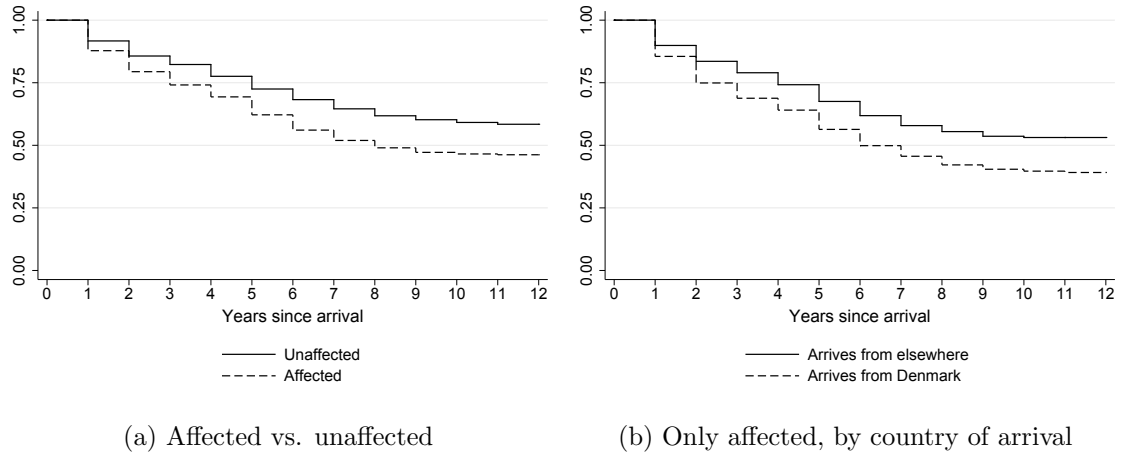 1.00
0.75
0.50
0.25
0.00
0 1 2 3 4 5 6 7 8 9 10 11 12
Years since arrival
Unaffected
Affected
(a) Affected vs. unaffected
1.00
0.75
0.50
0.25
0.00
0 1 2 3 4 5 6 7 8 9 10 11 12
Years since arrival
Arrives from elsewhere
Arrives from Denmark
(b) Only affected, by country of arrival